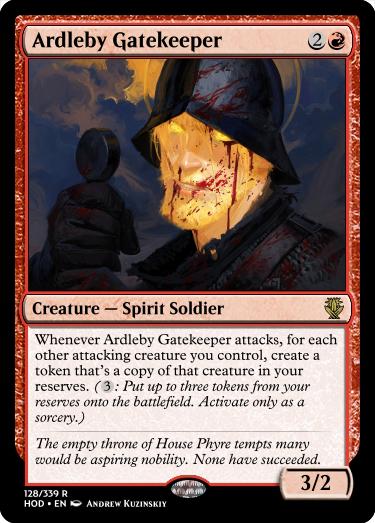 Ardleby Gatekeeper 2
Creature — Spirit Soldier
Whenever Ardleby Gatekeeper attacks, for each
other attacking creature you control, create a
token that's a copy of that creature in your
reserves. ( 3 : Put up to three tokens from your
reserves onto the battlefield. Activate only as a
sorcery.)
The empty throne of House Phyre tempts many
would be aspiring nobility. None have succeeded.
3/2
128/339 R
HOD • EN Andrew Kuzinskiy